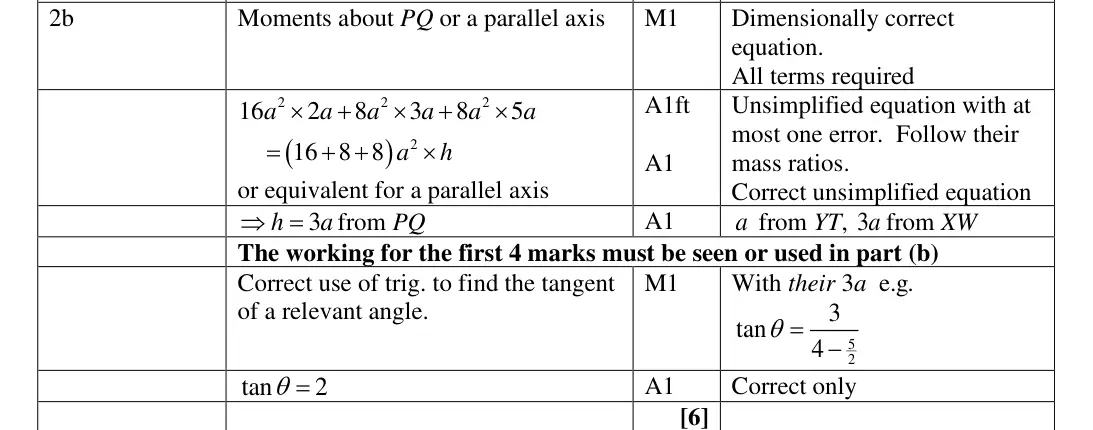 2b Moments about PQ or a parallel axis M1 Dimensionally correct
equation.
All terms required
16a² × 2a + 8a² × 3a + 8a² × 5a
= (16 + 8 + 8) a² × h
or equivalent for a parallel axis
A1ft
A1
Unsimplified equation with at
most one error. Follow their
mass ratios.
Correct unsimplified equation
⇒ h = 3a from PQ A1 a from YT, 3a from XW
The working for the first 4 marks must be seen or used in part (b)
Correct use of trig. to find the tangent
of a relevant angle.
M1
With their 3a e.g.
tan θ = 3 / (4 − 5/2)
tan θ = 2 A1 Correct only
[6]